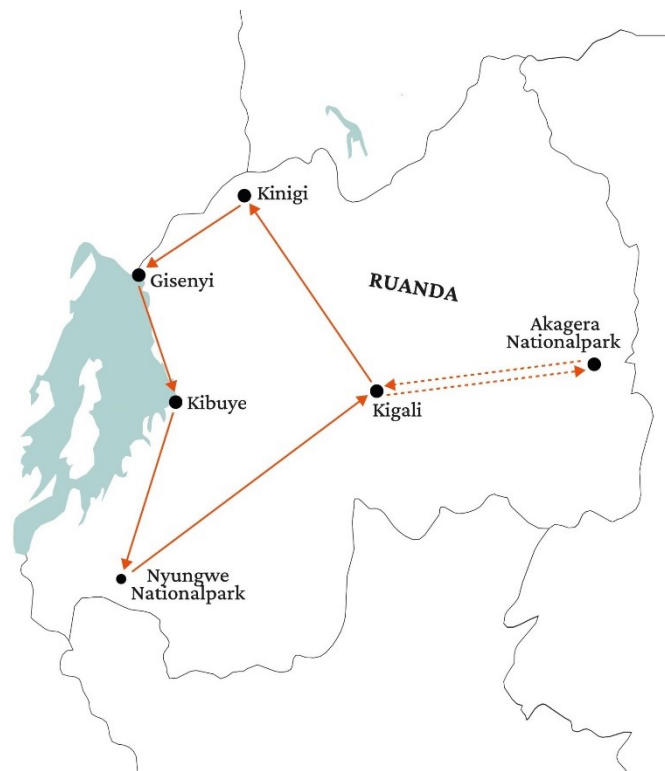 Kinigi
Gisenyi
RUANDA
Akagera
Nationalpark
Kibuye
Kigali
Nyungwe
Nationalpark